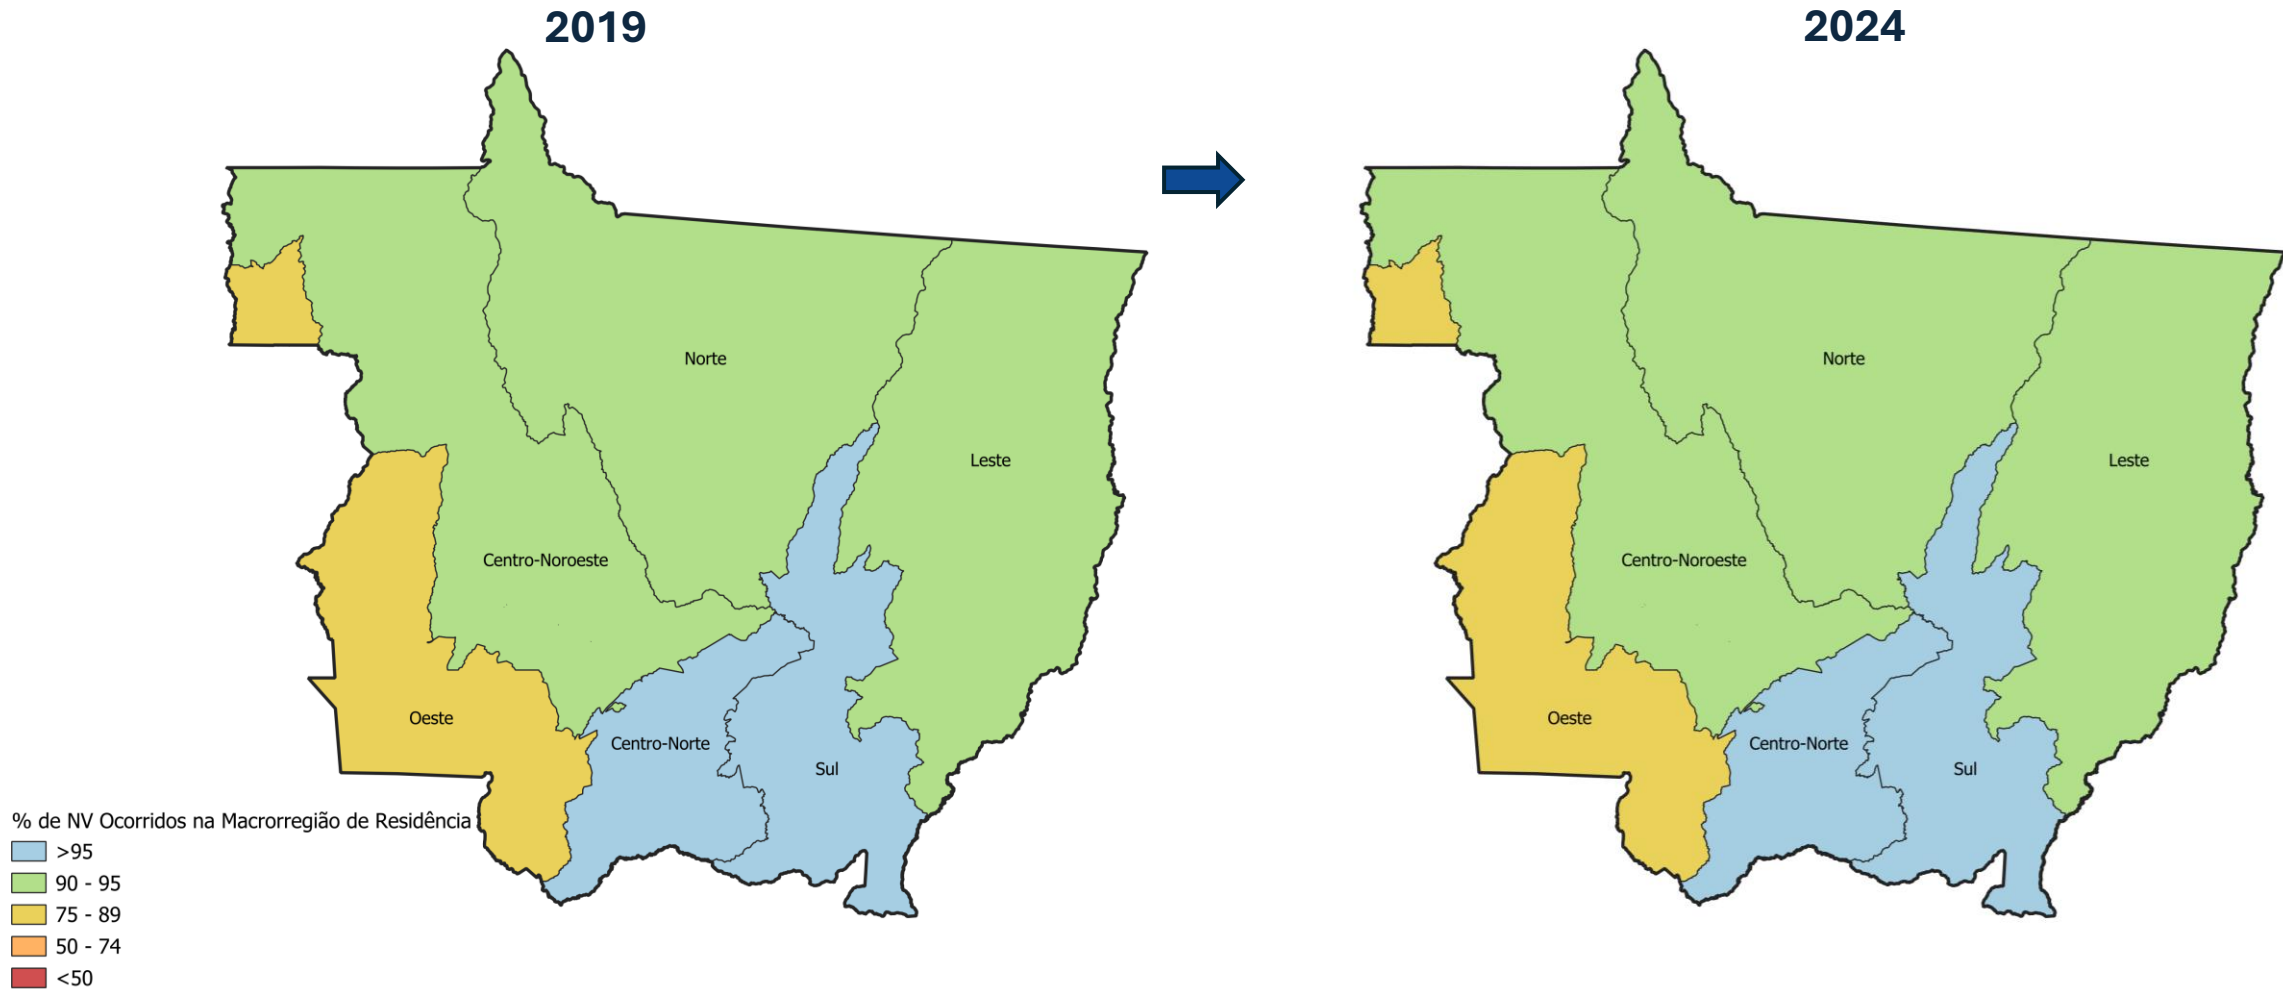 2019
2024
Norte
Leste
Centro-Noroeste
Oeste
Centro-Norte
Sul
Norte
Leste
Centro-Noroeste
Oeste
Centro-Norte
Sul
% de NV Ocorridos na Macrorregião de Residência
>95
90 - 95
75 - 89
50 - 74
<50